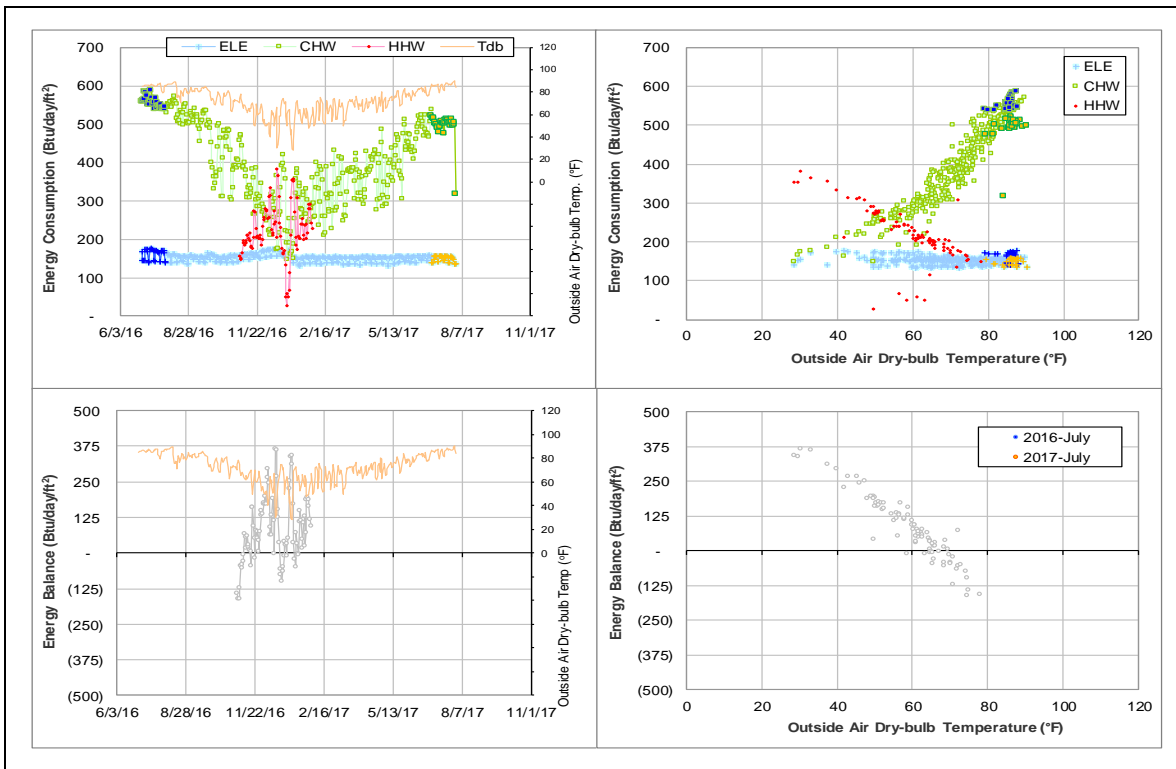 ELE CHW HHW Tdb
Energy Consumption (Btu/day/ft²)
700
600
500
400
300
200
100
-
120
100
80
60
40
20
0
Outside Air Dry-bulb Temp. (°F)
6/3/16 8/28/16 11/22/16 2/16/17 5/13/17 8/7/17 11/1/17
Energy Consumption (Btu/day/ft²)
700
600
500
400
300
200
100
-
ELE
CHW
HHW
0 20 40 60 80 100 120
Outside Air Dry-bulb Temperature (°F)
Energy Balance (Btu/day/ft²)
500
375
250
125
-
(125)
(250)
(375)
(500)
120
100
80
60
40
20
0
Outside Air Dry-bulb Temp (°F)
6/3/16 8/28/16 11/22/16 2/16/17 5/13/17 8/7/17 11/1/17
Energy Balance (Btu/day/ft²)
500
375
250
125
-
(125)
(250)
(375)
(500)
2016-July
2017-July
0 20 40 60 80 100 120
Outside Air Dry-bulb Temperature (°F)